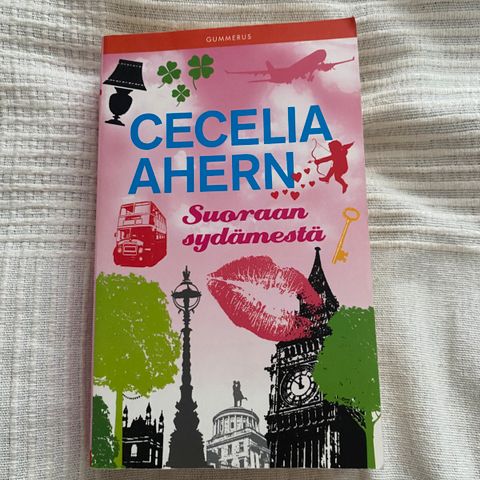 GUMMERUS
CECELIA
AHERN
Suoraan
sydämestä